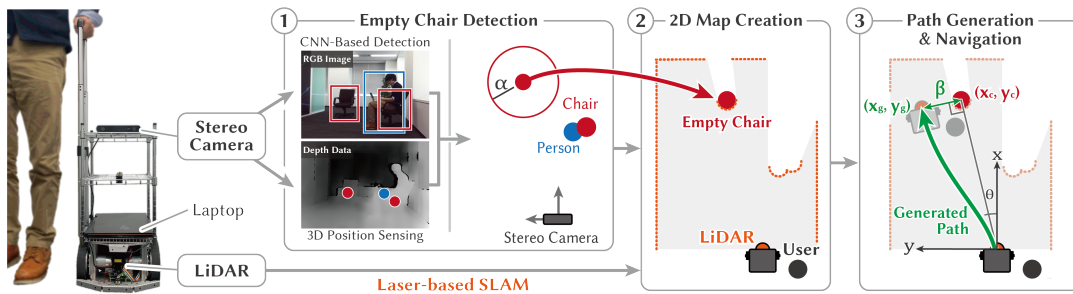 Stereo
Camera
Laptop
LiDAR
1
Empty Chair Detection
CNN-Based Detection
RGB Image
Depth Data
3D Position Sensing
α
Chair
Person
Stereo Camera
Laser-based SLAM
2
2D Map Creation
Empty Chair
LiDAR
User
3
Path Generation
& Navigation
(xg, yg)
β
(xc, yc)
x
θ
Generated
Path
y